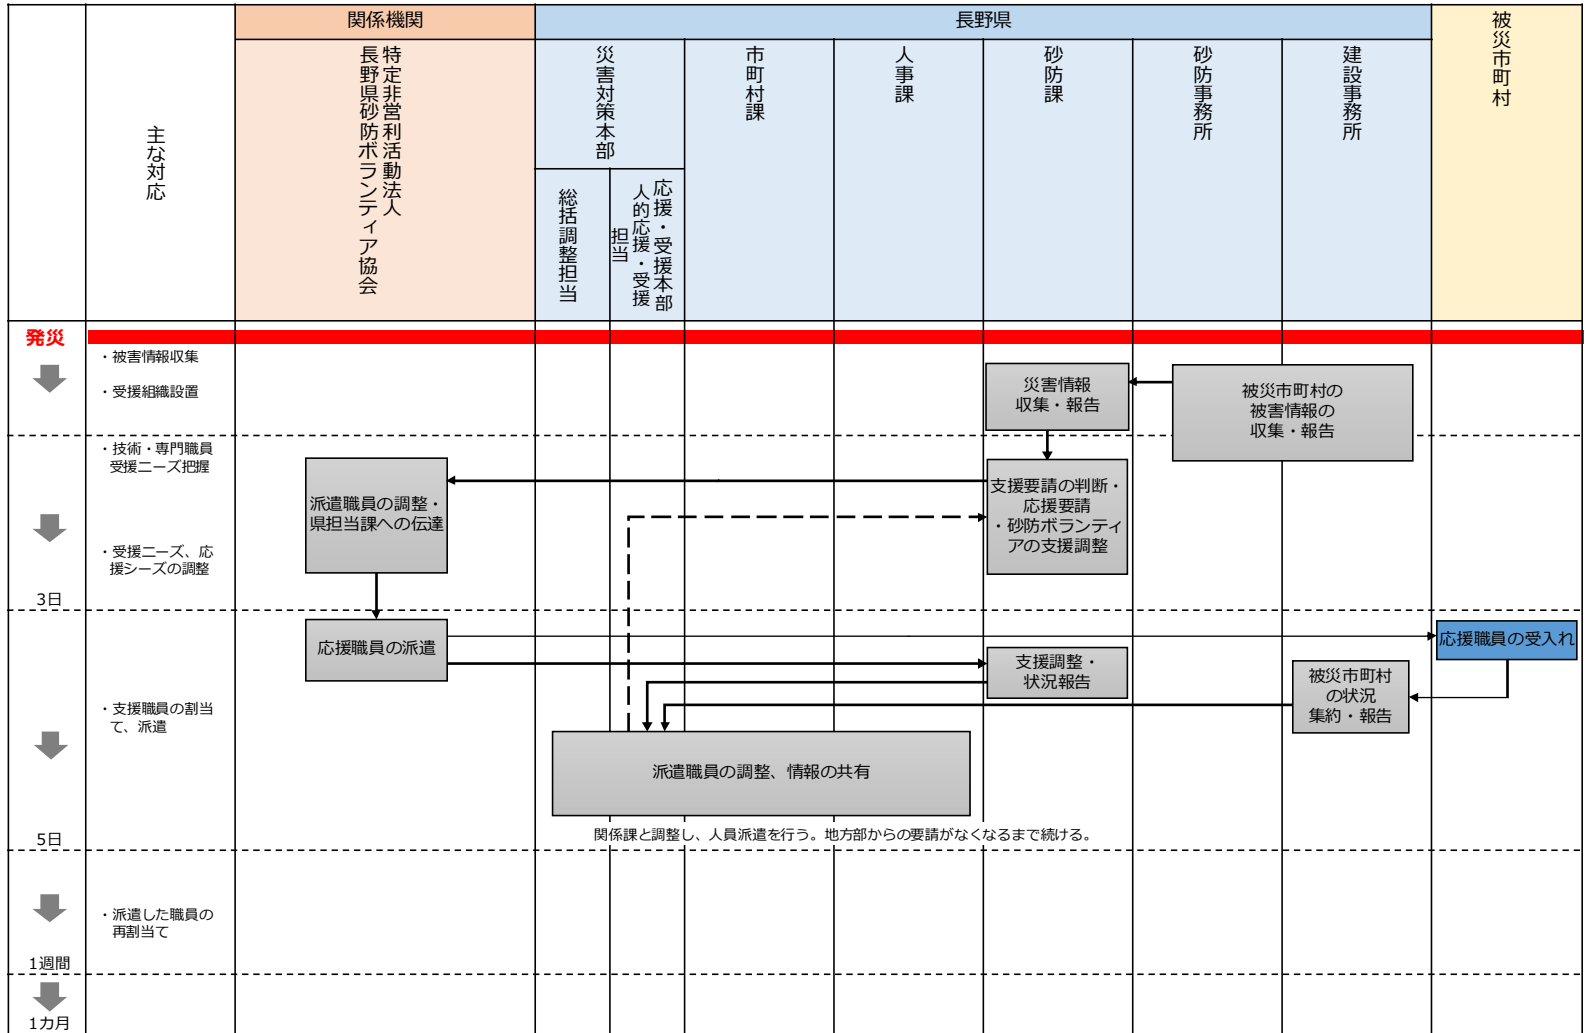 関係機関
長野県
被災市町村
主な対応
特定非営利活動法人
長野県砂防ボランティア協会
災害対策本部
市町村課
人事課
砂防課
砂防事務所
建設事務所
総括調整担当
応援・受援本部
人的応援・受援
担当
発災
・被害情報収集
・受援組織設置
災害情報
収集・報告
被災市町村の
被害情報の
収集・報告
・技術・専門職員
受援ニーズ把握
派遣職員の調整・
県担当課への伝達
支援要請の判断・
応援要請
・砂防ボランティ
アの支援調整
・受援ニーズ、応
援シーズの調整
3日
応援職員の派遣
応援職員の受入れ
支援調整・
状況報告
被災市町村
の状況
集約・報告
・支援職員の割当
て、派遣
派遣職員の調整、情報の共有
関係課と調整し、人員派遣を行う。地方部からの要請がなくなるまで続ける。
5日
・派遣した職員の
再割当て
1週間
1カ月